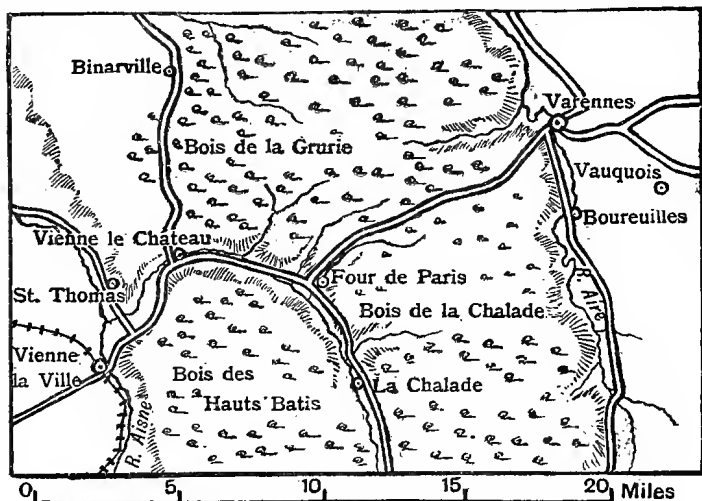 Binarville
Varennes
Bois de la Grurie
Vauquois
Boureuilles
Vienne le Chateau
Four de Paris
St. Thomas
R. Aire
Bois de la Chalade
Vienne
la Ville
Bois des
Hauts Batis
La Chalade
R. Aisne
0 5 10 15 20 Miles